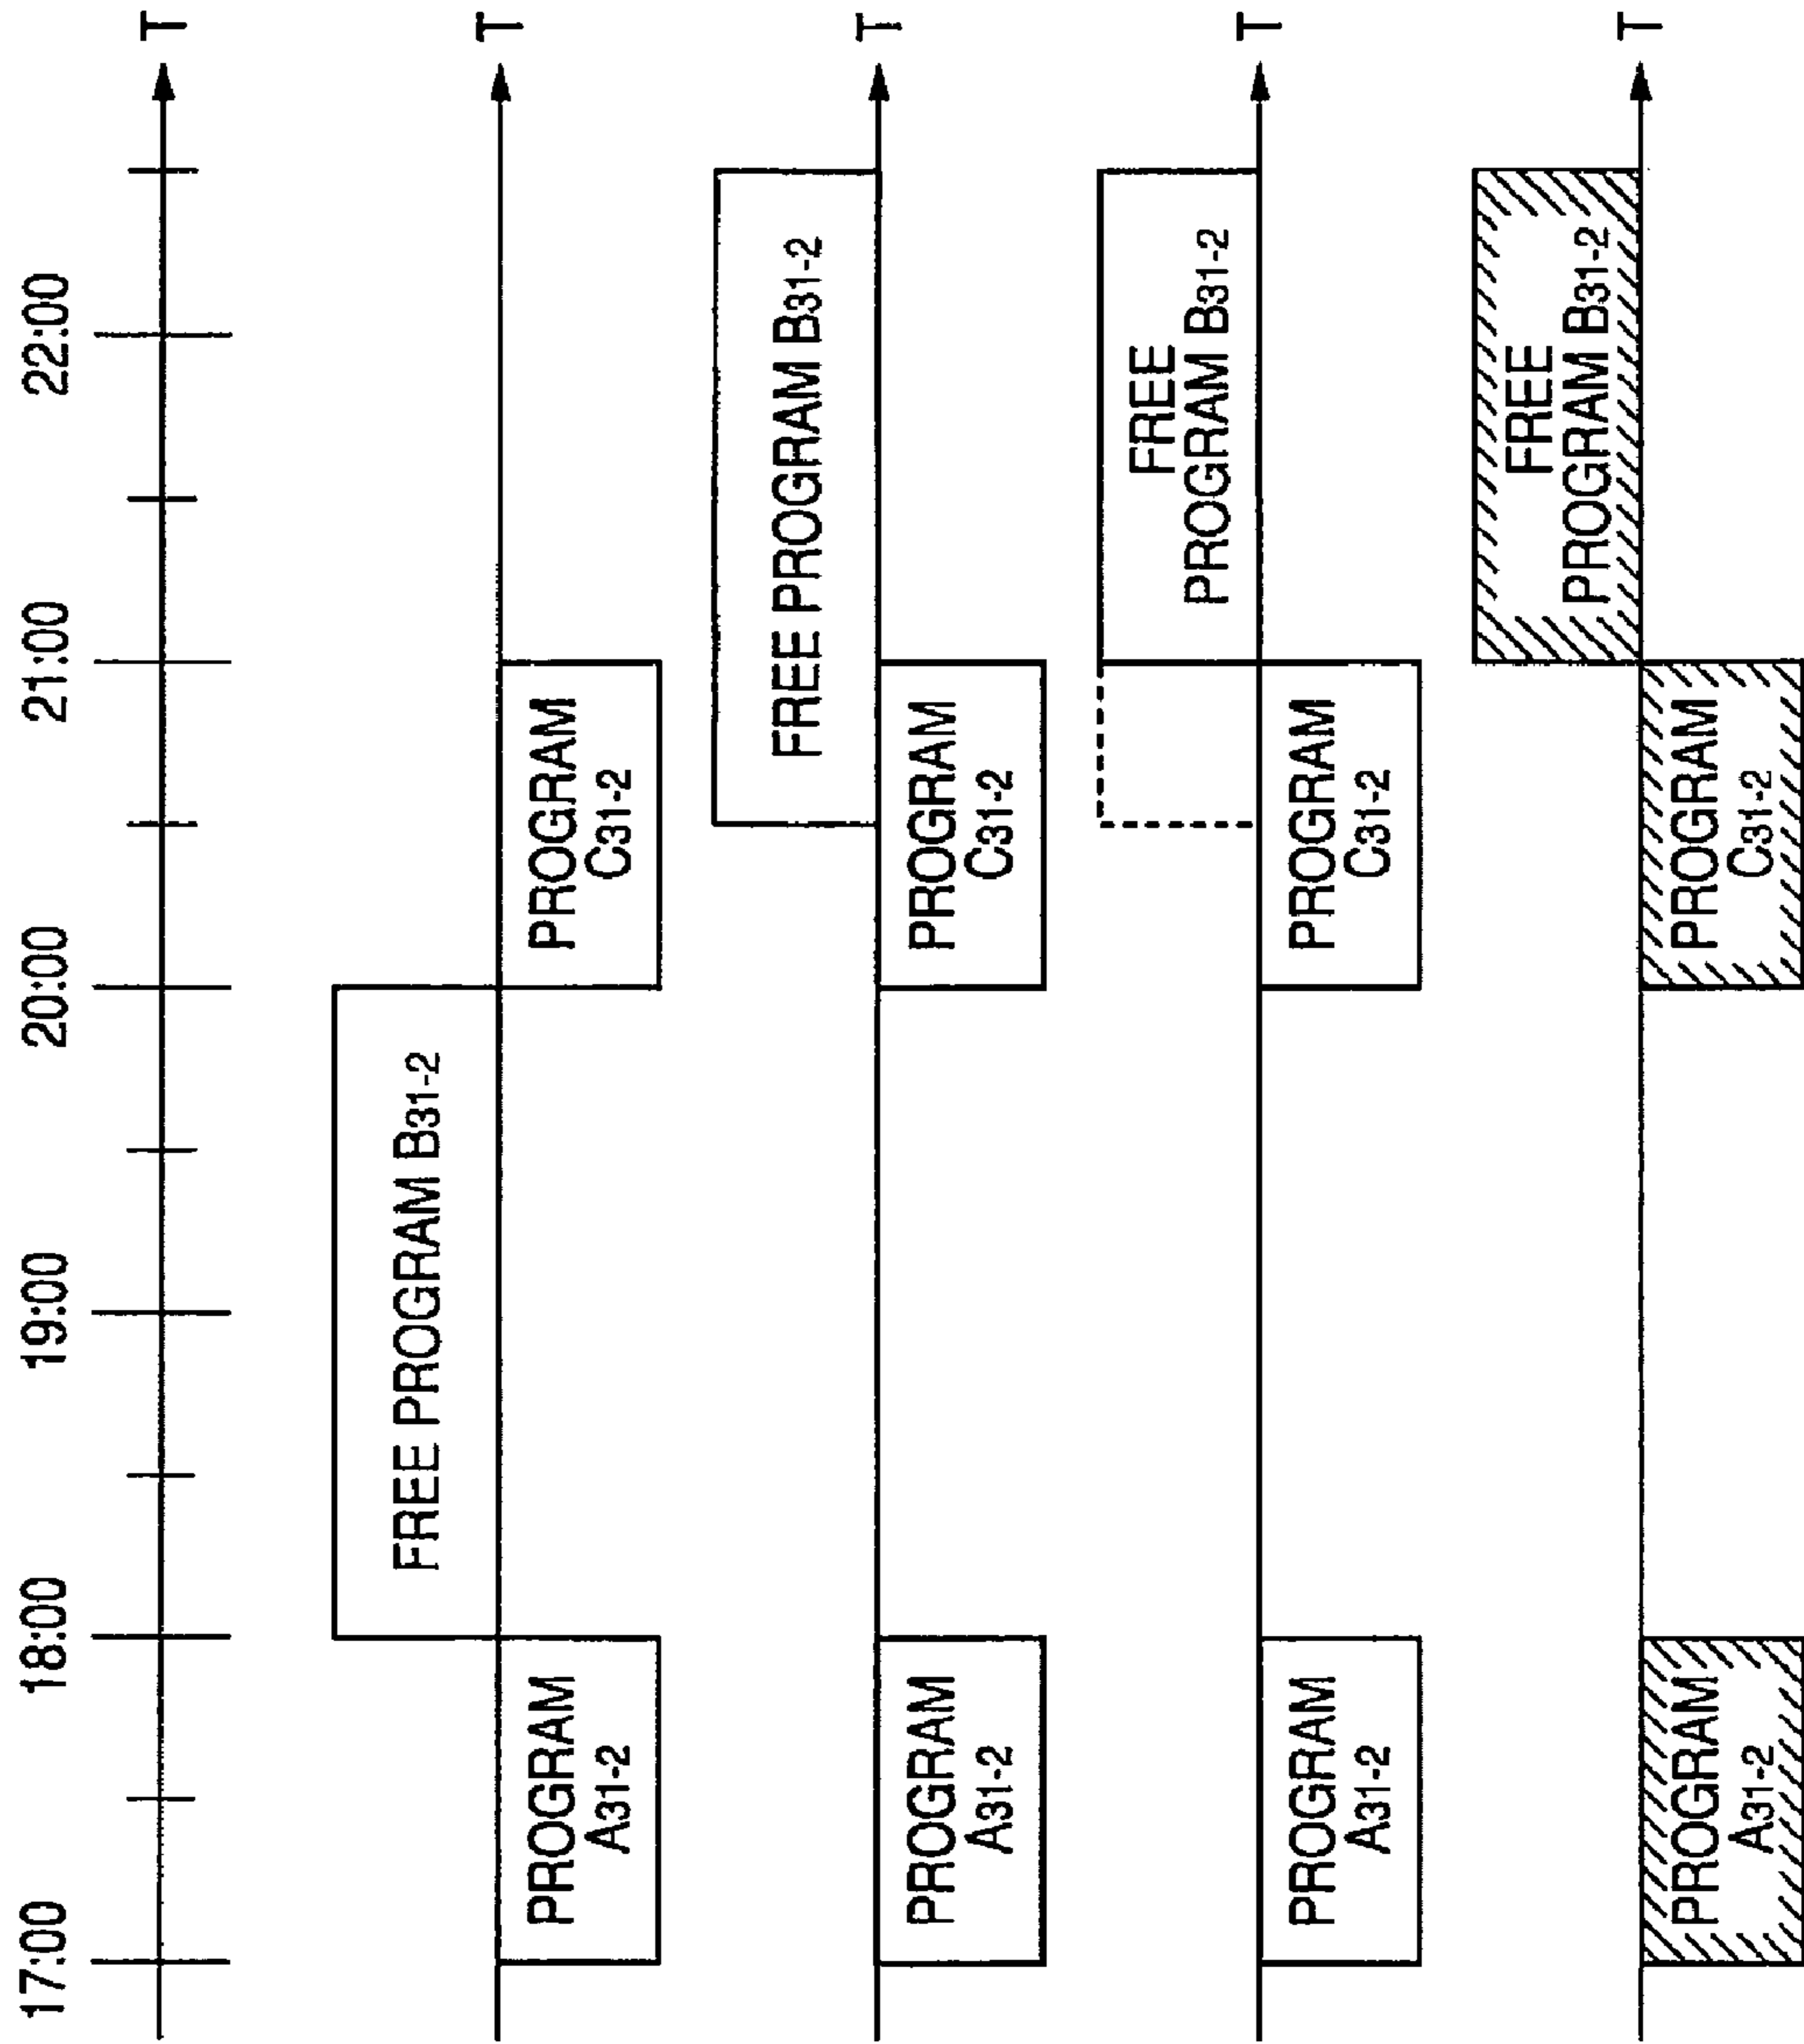 17:00
18:00
19:00
20:00
21:00
22:00
T
FREE PROGRAM B31-2
T
PROGRAM
A31-2
PROGRAM
C31-2
FREE PROGRAM B31-2
T
PROGRAM
A31-2
PROGRAM
C31-2
FREE
PROGRAM B31-2
T
PROGRAM
A31-2
PROGRAM
C31-2
FREE
PROGRAM B31-2
T
PROGRAM
A31-2
PROGRAM
C31-2